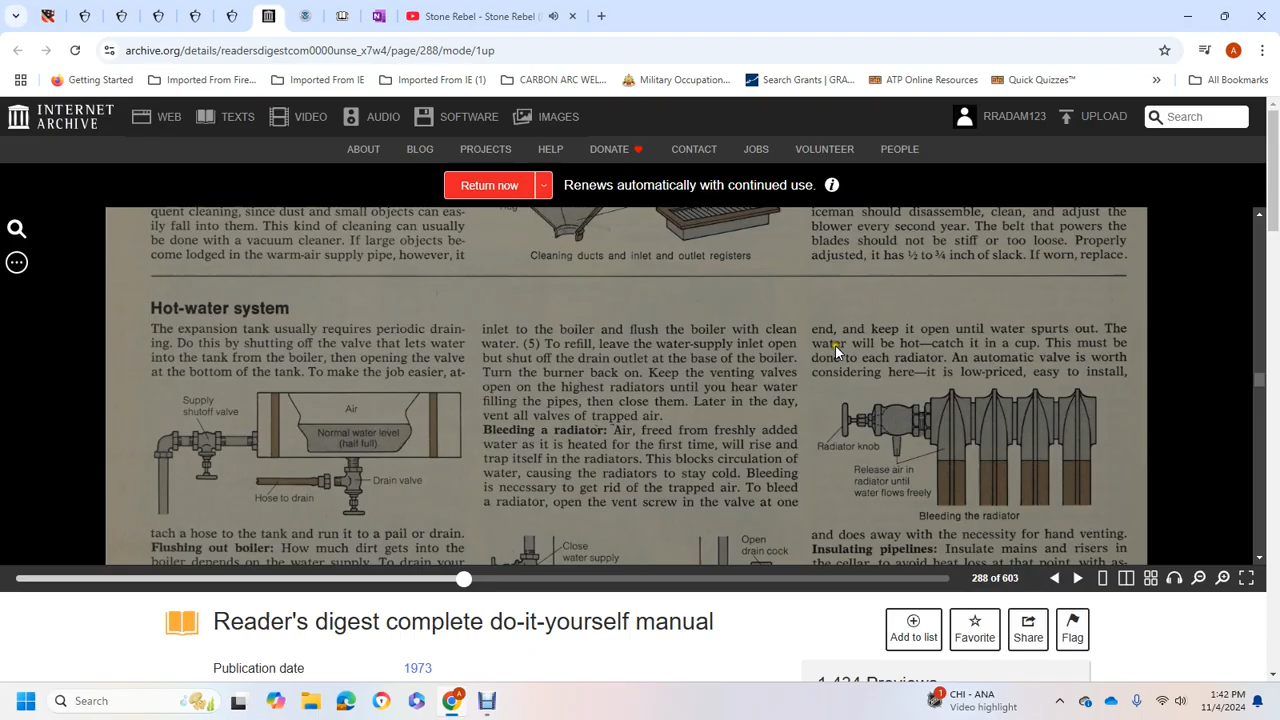 Stone Rebel - Stone Rebel (
archive.org/details/readersdigestcom0000unse_x7w4/page/288/mode/1up
A
Getting Started
Imported From Fire...
Imported From IE
Imported From IE (1)
CARBON ARC WEL...
Military Occupation...
Search Grants | GRA...
ATP Online Resources
Quick Quizzes™
All Bookmarks
INTERNET
ARCHIVE
WEB
TEXTS
VIDEO
AUDIO
SOFTWARE
IMAGES
RRADAM123
UPLOAD
Search
ABOUT
BLOG
PROJECTS
HELP
DONATE
CONTACT
JOBS
VOLUNTEER
PEOPLE
Return now
Renews automatically with continued use.
quent cleaning, since dust and small objects can eas-
ily fall into them. This kind of cleaning can usually
be done with a vacuum cleaner. If large objects be-
come lodged in the warm-air supply pipe, however, it
Cleaning ducts and inlet and outlet registers
iceman should disassemble, clean, and adjust the
blower every second year. The belt that powers the
blades should not be stiff or too loose. Properly
adjusted, it has ½ to ¾ inch of slack. If worn, replace.
Hot-water system
The expansion tank usually requires periodic drain-
ing. Do this by shutting off the valve that lets water
into the tank from the boiler, then opening the valve
at the bottom of the tank. To make the job easier, at-
Supply
shutoff valve
Air
Normal water level
(half full)
Hose to drain
Drain valve
tach a hose to the tank and run it to a pail or drain.
Flushing out boiler: How much dirt gets into the
boiler depends on the water supply. To drain your
inlet to the boiler and flush the boiler with clean
water. (5) To refill, leave the water-supply inlet open
but shut off the drain outlet at the base of the boiler.
Turn the burner back on. Keep the venting valves
open on the highest radiators until you hear water
filling the pipes, then close them. Later in the day,
vent all valves of trapped air.
Bleeding a radiator: Air, freed from freshly added
water as it is heated for the first time, will rise and
trap itself in the radiators. This blocks circulation of
water, causing the radiators to stay cold. Bleeding
is necessary to get rid of the trapped air. To bleed
a radiator, open the vent screw in the valve at one
Close
water supply
Open
drain cock
end, and keep it open until water spurts out. The
water will be hot—catch it in a cup. This must be
done to each radiator. An automatic valve is worth
considering here—it is low-priced, easy to install,
Radiator knob
Release air in
radiator until
water flows freely
Bleeding the radiator
and does away with the necessity for hand venting.
Insulating pipelines: Insulate mains and risers in
the cellar, to avoid heat loss at that point, with as-
288 of 603
Reader's digest complete do-it-yourself manual
Add to list
Favorite
Share
Flag
Publication date
1973
Search
1
CHI - ANA
Video highlight
1:42 PM
11/4/2024